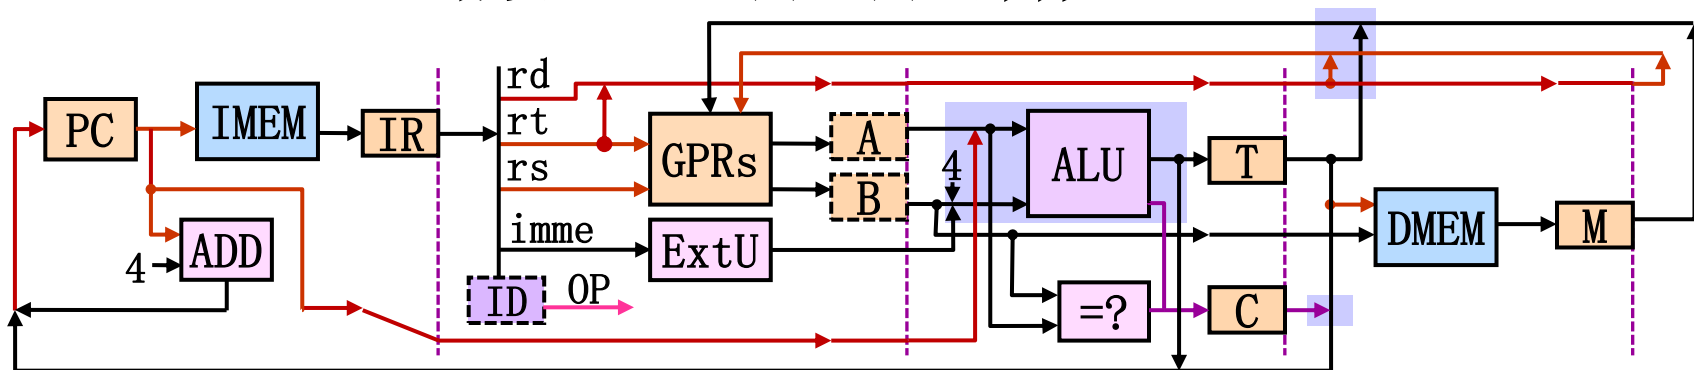 rd
PC
IMEM
IR
rt
rs
imme
GPRs
A
B
4
ALU
T
DMEM
M
4
ADD
ExtU
ID
OP
=?
C